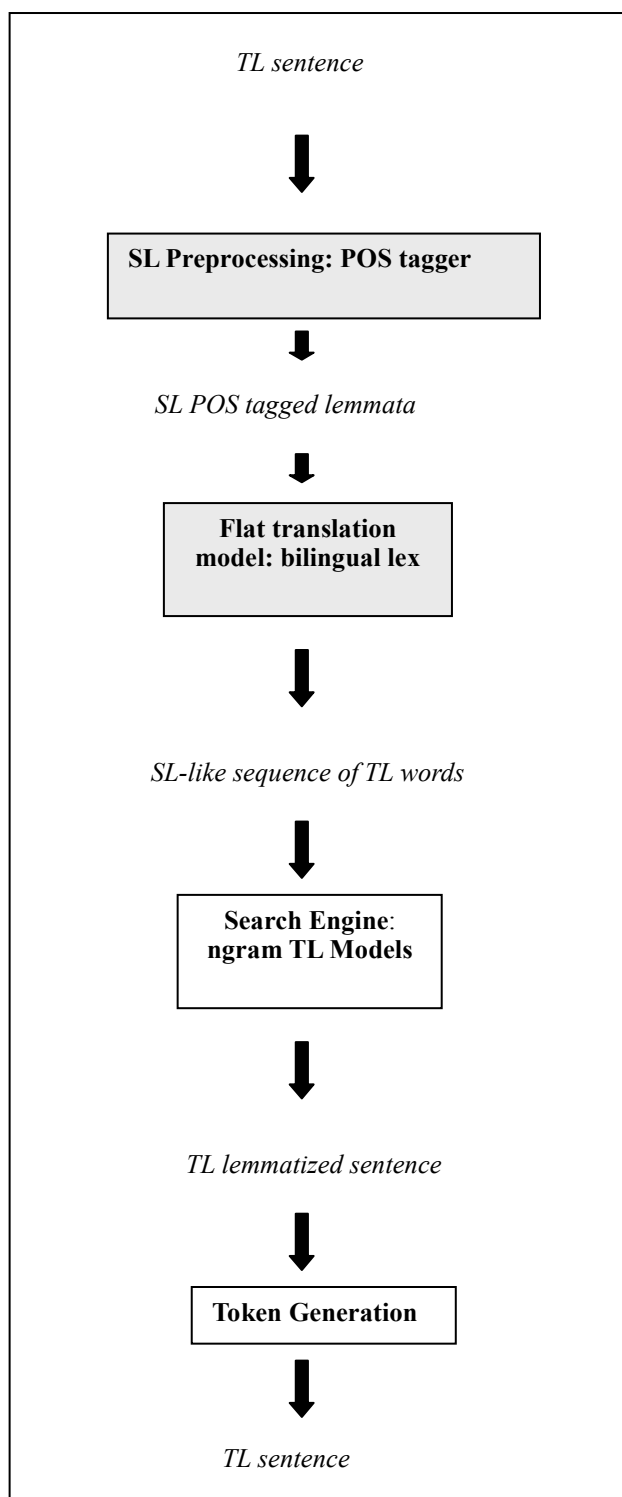 TL sentence
SL Preprocessing: POS tagger
SL POS tagged lemmata
Flat translation
model: bilingual lex
SL-like sequence of TL words
Search Engine:
ngram TL Models
TL lemmatized sentence
Token Generation
TL sentence